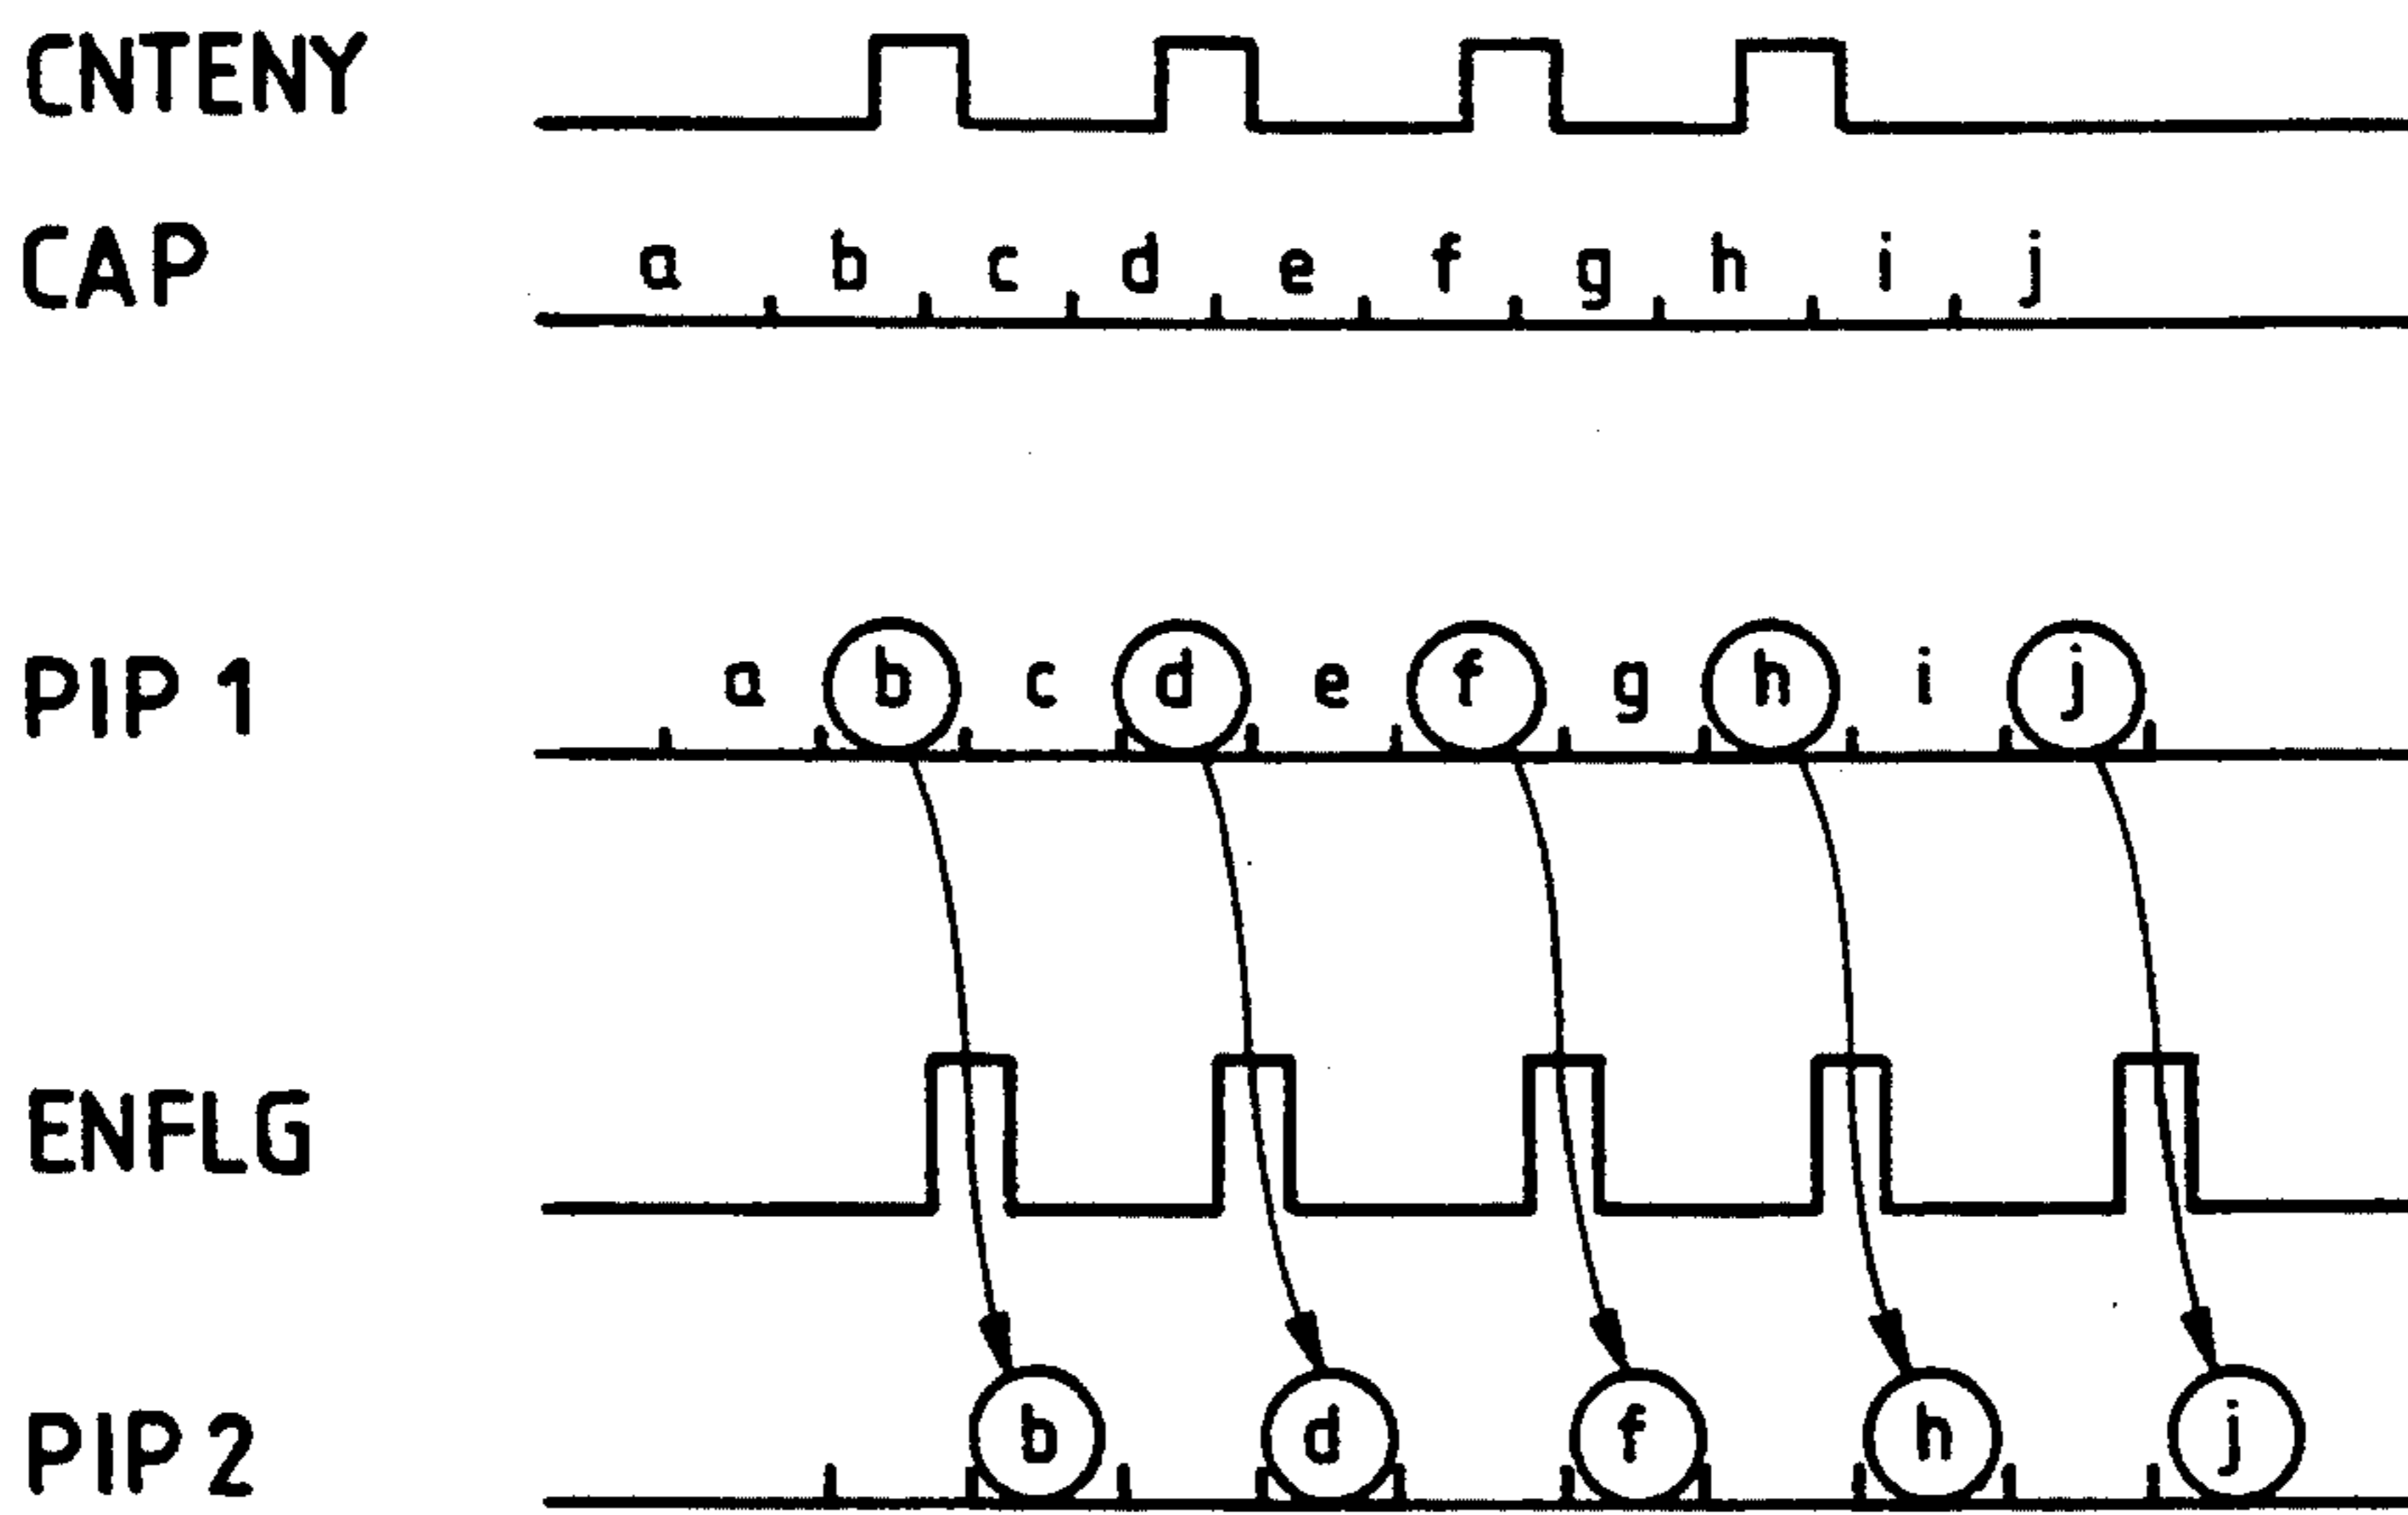 CNTENY
CAP a b c d e f g h i j
PIP 1 a b c d e f g h i j
ENFLG
PIP 2 b d f h j